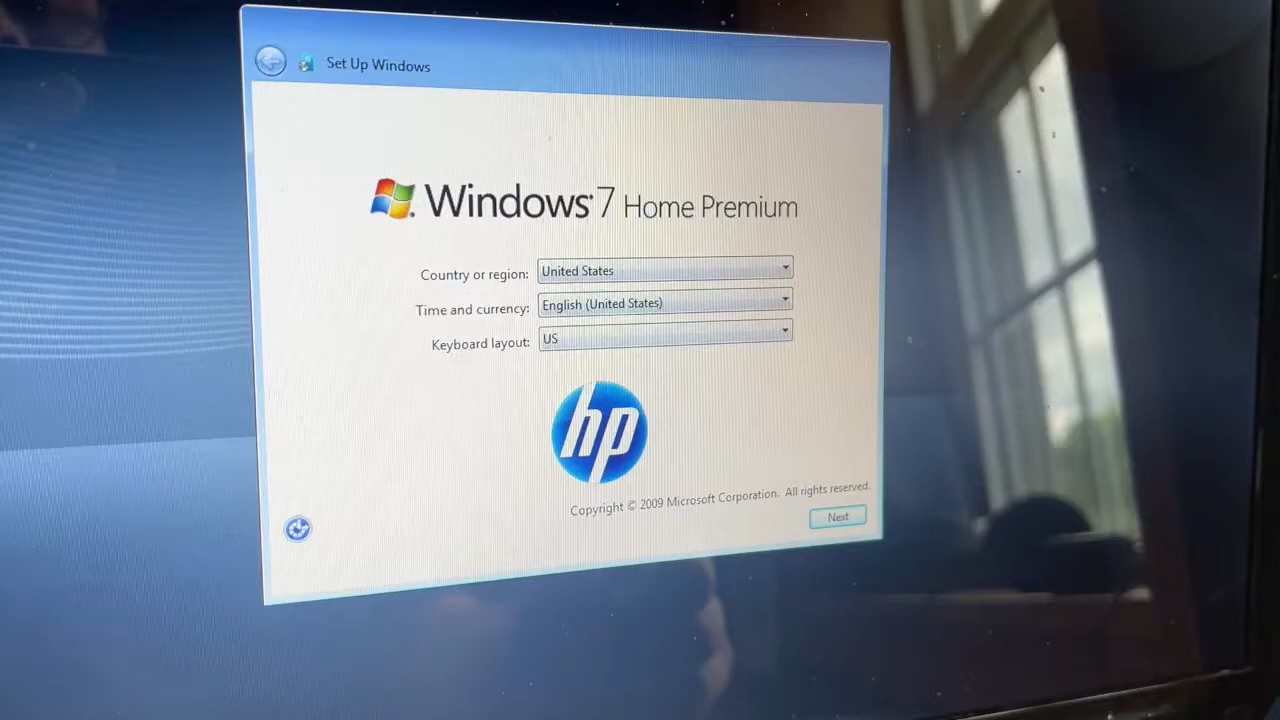 Set Up Windows
Windows 7 Home Premium
Country or region: United States
Time and currency: English (United States)
Keyboard layout: US
hp
Copyright © 2009 Microsoft Corporation. All rights reserved.
Next